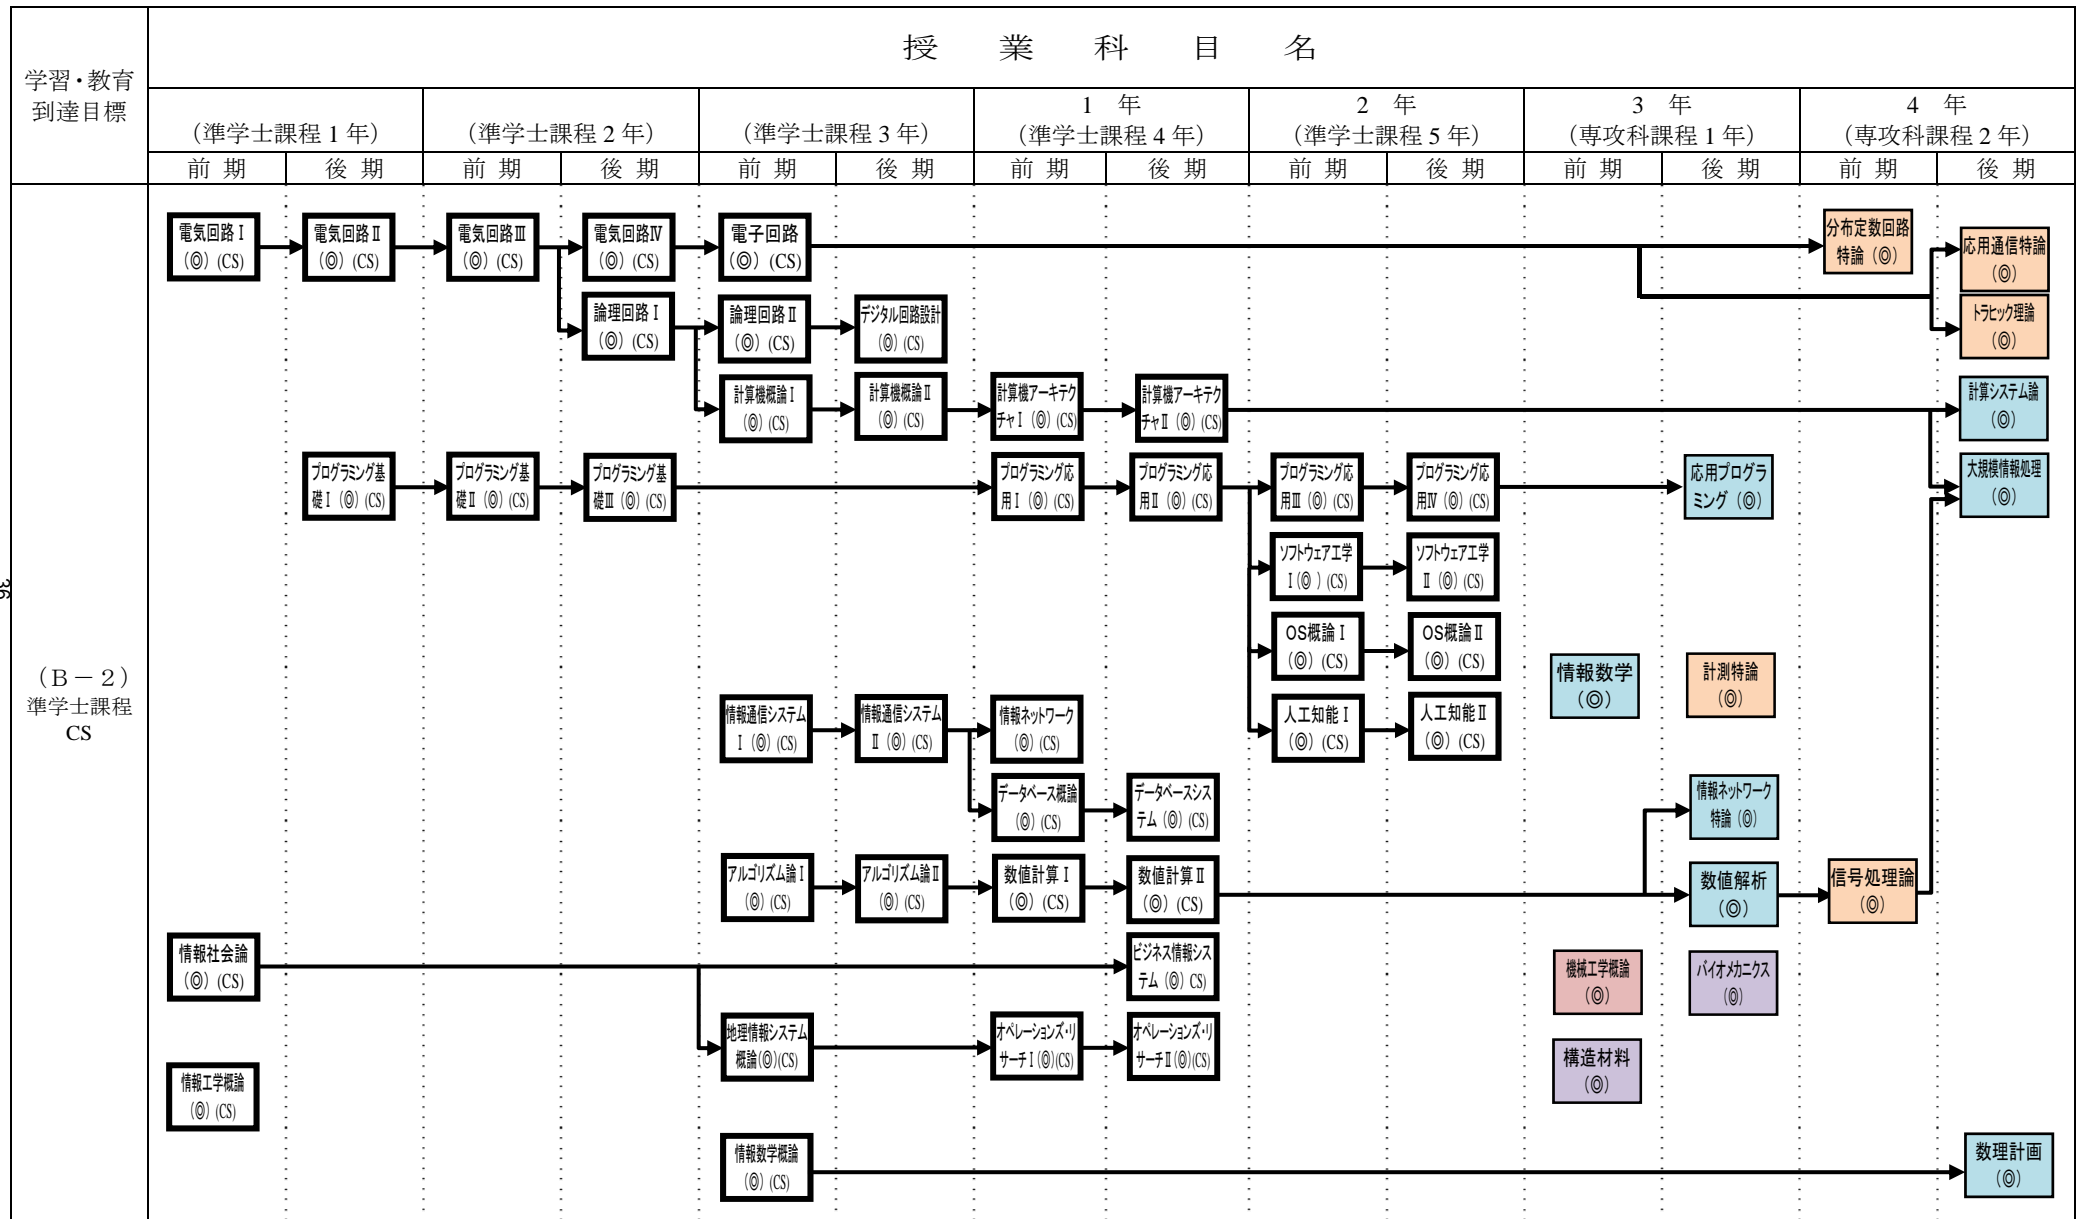 授業科目名
学習・教育
到達目標
1 年
2 年
3 年
4 年
(準学士課程 1 年)
(準学士課程 2 年)
(準学士課程 3 年)
(準学士課程 4 年)
(準学士課程 5 年)
(専攻科課程 1 年)
(専攻科課程 2 年)
前 期
後 期
前 期
後 期
前 期
後 期
前 期
後 期
前 期
後 期
前 期
後 期
前 期
後 期
電気回路Ⅰ
(◎) (CS)
電気回路Ⅱ
(◎) (CS)
電気回路Ⅲ
(◎) (CS)
電気回路Ⅳ
(◎) (CS)
電子回路
(◎) (CS)
分布定数回路
特論 (◎)
応用通信特論
(◎)
論理回路Ⅰ
(◎) (CS)
論理回路Ⅱ
(◎) (CS)
デジタル回路設計
(◎) (CS)
トラヒック理論
(◎)
計算機概論Ⅰ
(◎) (CS)
計算機概論Ⅱ
(◎) (CS)
計算機アーキテク
チャⅠ (◎) (CS)
計算機アーキテク
チャⅡ (◎) (CS)
計算システム論
(◎)
プログラミング基
礎Ⅰ (◎) (CS)
プログラミング基
礎Ⅱ (◎) (CS)
プログラミング基
礎Ⅲ (◎) (CS)
プログラミング応
用Ⅰ (◎) (CS)
プログラミング応
用Ⅱ (◎) (CS)
プログラミング応
用Ⅲ (◎) (CS)
プログラミング応
用Ⅳ (◎) (CS)
応用プログラ
ミング (◎)
大規模情報処理
(◎)
ソフトウェア工学
Ⅰ (◎ ) (CS)
ソフトウェア工学
Ⅱ (◎) (CS)
36
OS概論Ⅰ
(◎) (CS)
OS概論Ⅱ
(◎) (CS)
(B-2)
準学士課程
CS
情報数学
(◎)
計測特論
(◎)
情報通信システム
Ⅰ (◎) (CS)
情報通信システム
Ⅱ (◎) (CS)
情報ネットワーク
(◎) (CS)
人工知能Ⅰ
(◎) (CS)
人工知能Ⅱ
(◎) (CS)
データベース概論
(◎) (CS)
データベースシス
テム (◎) (CS)
情報ネットワーク
特論 (◎)
アルゴリズム論Ⅰ
(◎) (CS)
アルゴリズム論Ⅱ
(◎) (CS)
数値計算Ⅰ
(◎) (CS)
数値計算Ⅱ
(◎) (CS)
数値解析
(◎)
信号処理論
(◎)
情報社会論
(◎) (CS)
ビジネス情報シス
テム (◎) CS)
機械工学概論
(◎)
バイオメカニクス
(◎)
地理情報システム
概論(◎)(CS)
オペレーションズ・リ
サーチⅠ(◎)(CS)
オペレーションズ・リ
サーチⅡ(◎)(CS)
構造材料
(◎)
情報工学概論
(◎) (CS)
情報数学概論
(◎) (CS)
数理計画
(◎)